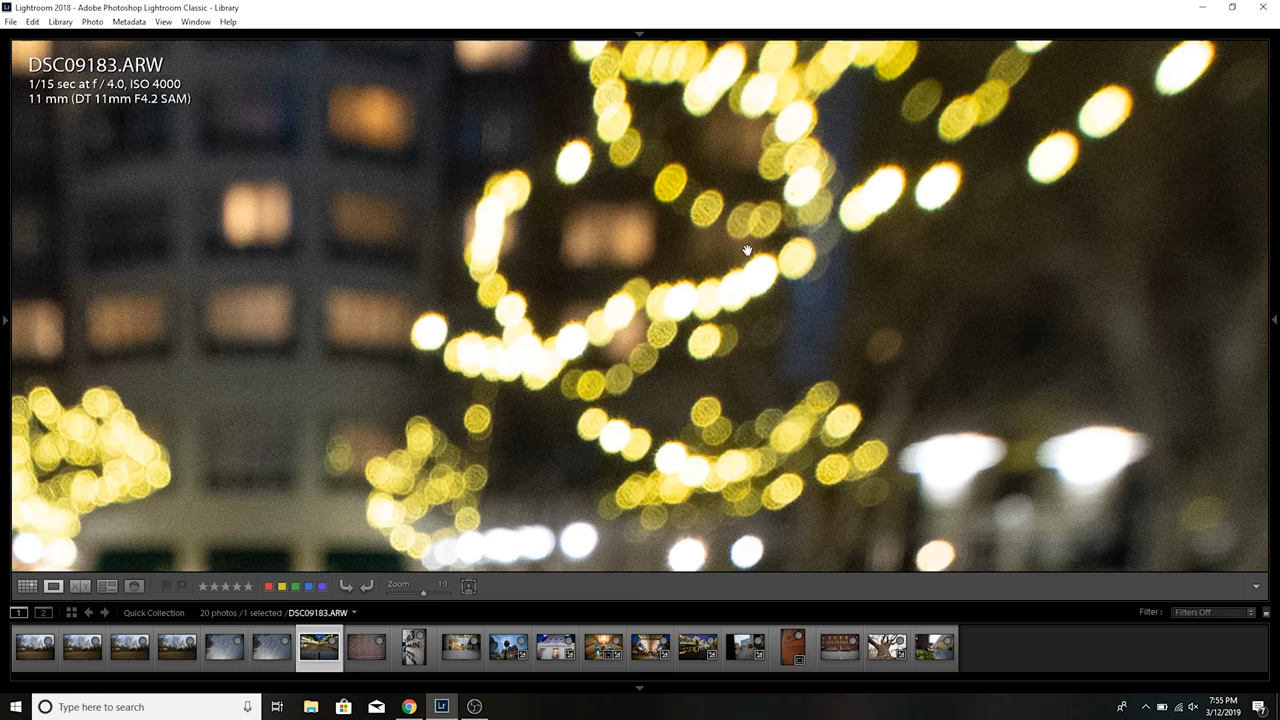 Lightroom 2018 - Adobe Photoshop Lightroom Classic - Library
File Edit Library Photo Metadata View Window Help
DSC09183.ARW
1/15 sec at f / 4.0, ISO 4000
11 mm (DT 11mm F4.2 SAM)
XY Zoom 1:1
1 2 Quick Collection 20 photos / 1 selected / DSC09183.ARW Filter : Filters Off
Type here to search
Lr
7:55 PM
3/12/2019
7